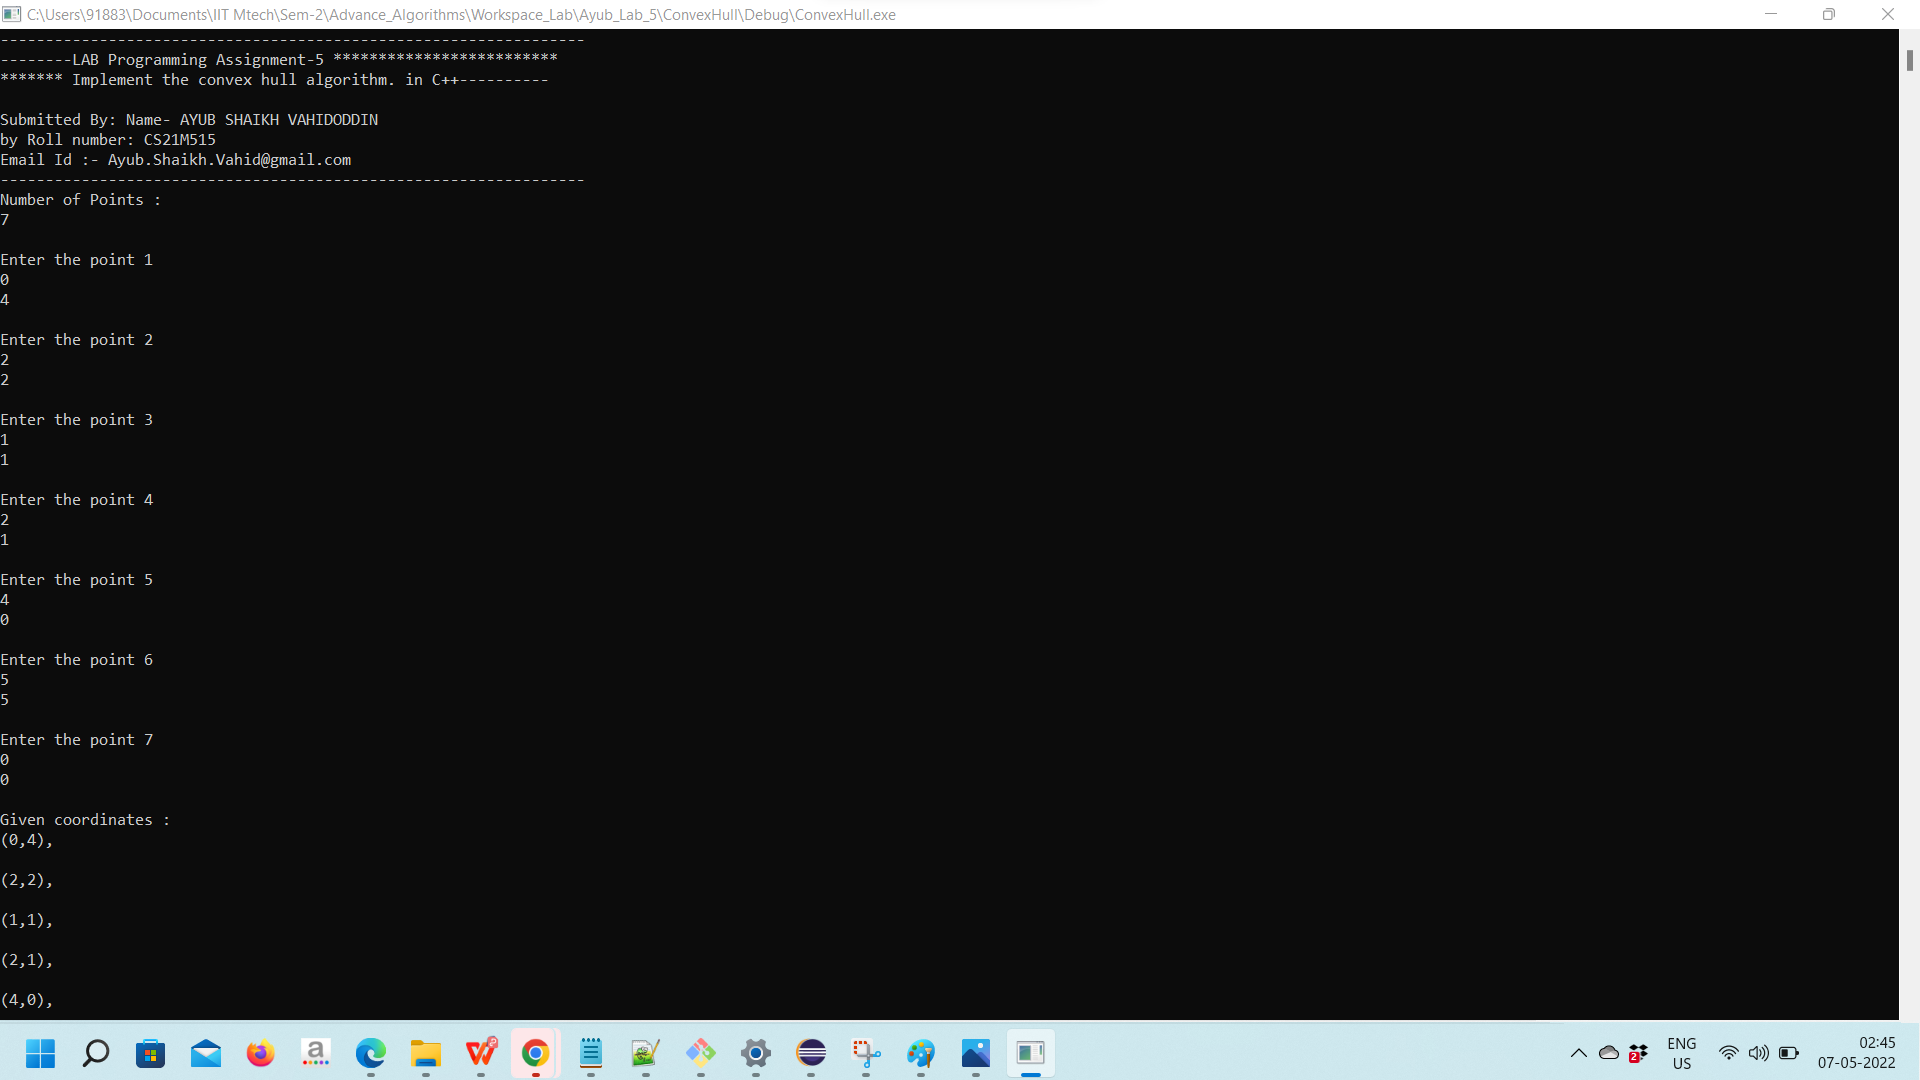 C:\Users\91883\Documents\IIT Mtech\Sem-2\Advance_Algorithms\Workspace_Lab\Ayub_Lab_5\ConvexHull\Debug\ConvexHull.exe
-----------------------------------------------------------------
--------LAB Programming Assignment-5 *************************
******* Implement the convex hull algorithm. in C++----------
Submitted By: Name- AYUB SHAIKH VAHIDODDIN
by Roll number: CS21M515
Email Id :- Ayub.Shaikh.Vahid@gmail.com
-----------------------------------------------------------------
Number of Points :
7
Enter the point 1
0
4
Enter the point 2
2
2
Enter the point 3
1
1
Enter the point 4
2
1
Enter the point 5
4
0
Enter the point 6
5
5
Enter the point 7
0
0
Given coordinates :
(0,4),
(2,2),
(1,1),
(2,1),
(4,0),
a
2
ENG
US
02:45
07-05-2022